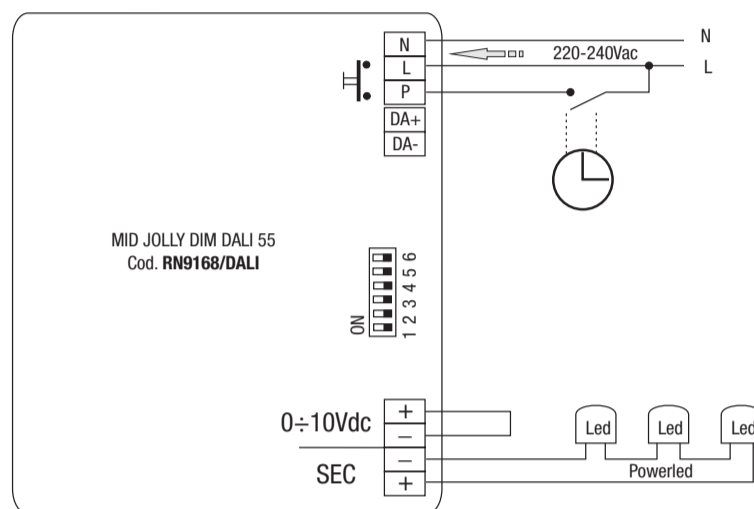 N
220-240Vac
N
L
L
P
DA+
DA-
MID JOLLY DIM DALI 55
Cod. RN9168/DALI
ON
1 2 3 4 5 6
0÷10Vdc
+
−
SEC
−
+
Led
Led
Led
Powerled